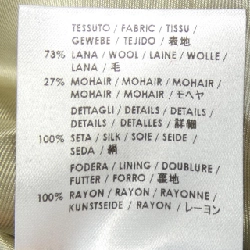 TESSUTO / FABRIC / TISSU /
GEWEBE / TEJIDO / 表地
73% LANA / WOOL / LAINE / WOLLE /
LANA / 毛
27% MOHAIR / MOHAIR / MOHAIR /
MOHAIR / MOHAIR / モヘヤ
DETTAGLI / DETAILS / DETAILS /
DETAILS / DETALLES / 詳細
100% SETA / SILK / SOIE / SEIDE /
SEDA / 絹
FODERA / LINING / DOUBLURE /
FUTTER / FORRO / 裏地
100% RAYON / RAYON / RAYONNE /
KUNSTSEIDE / RAYON / レーヨン